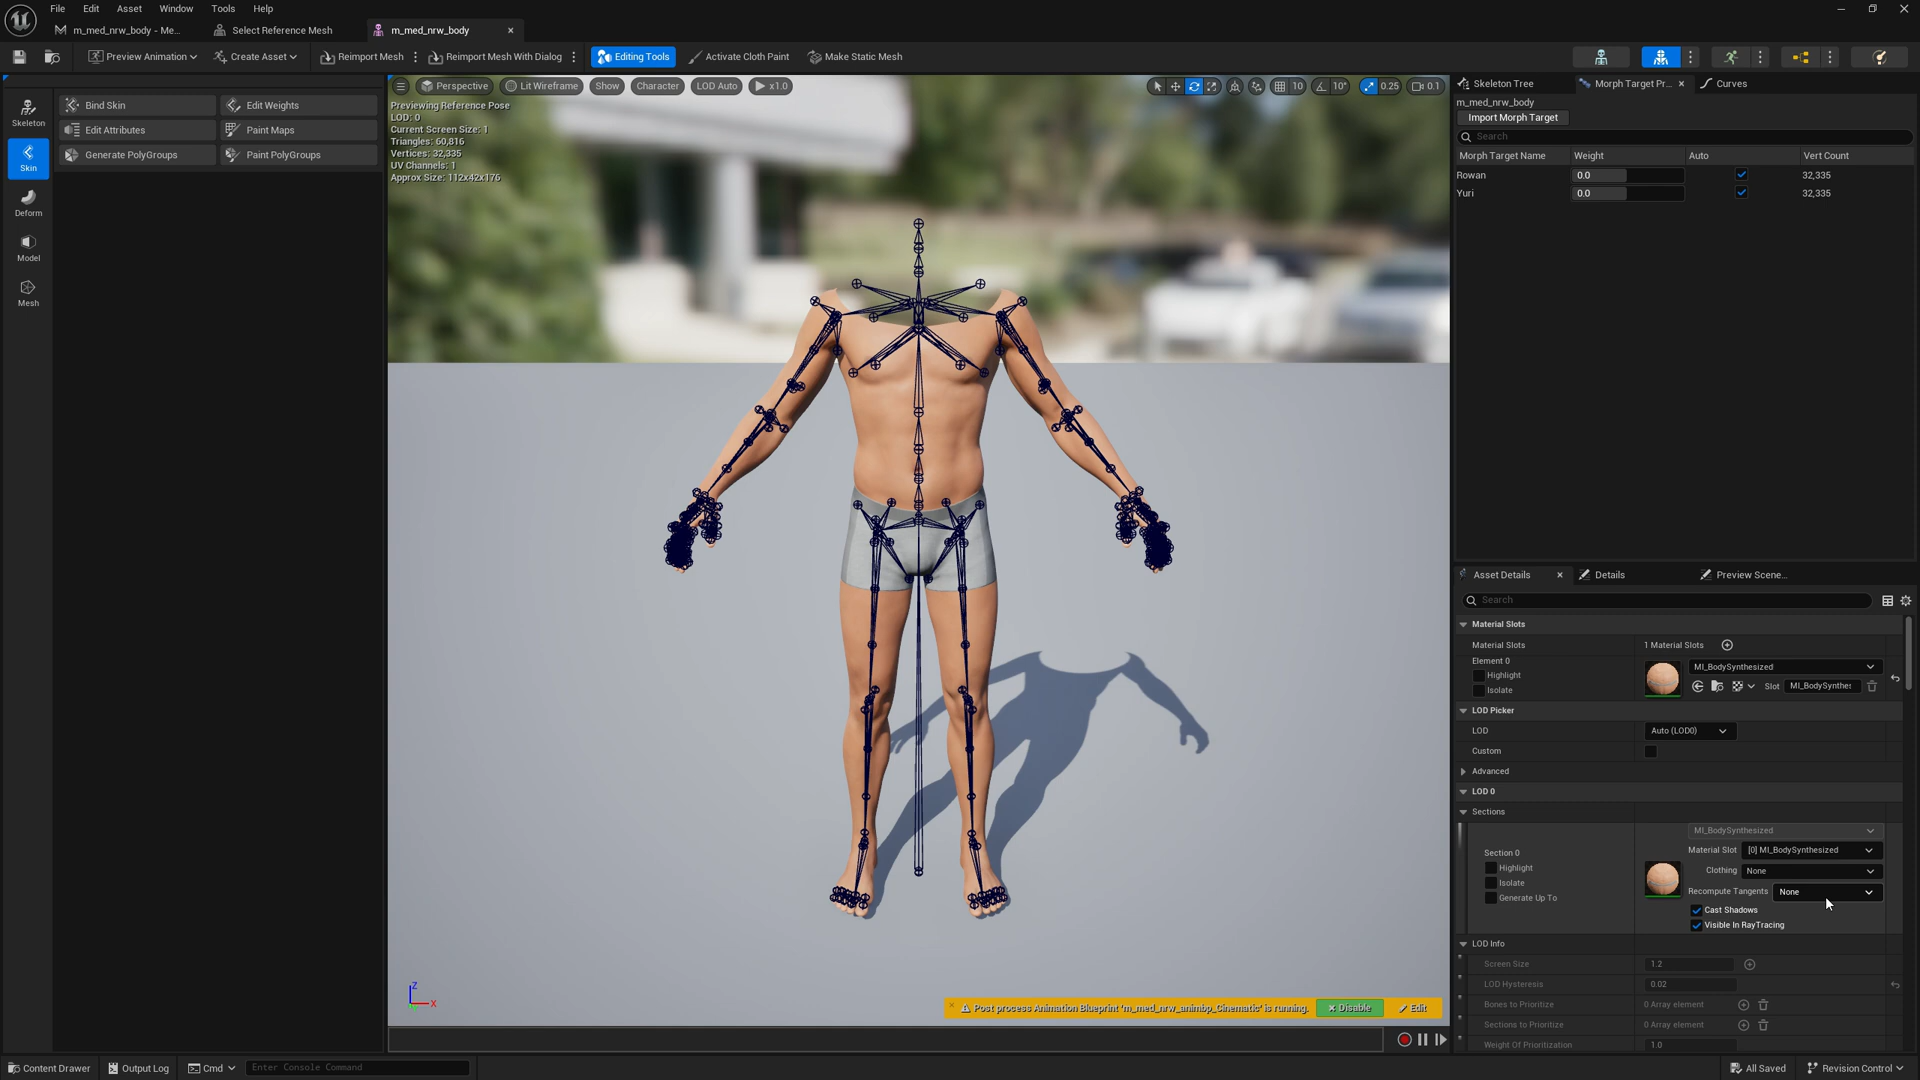 File Edit Asset Window Tools Help
m_med_nrw_body - Me... Select Reference Mesh m_med_nrw_body
Preview Animation Create Asset Reimport Mesh Reimport Mesh With Dialog Editing Tools Activate Cloth Paint Make Static Mesh
Skeleton
Skin
Deform
Model
Mesh
Bind Skin Edit Weights
Edit Attributes Paint Maps
Generate PolyGroups Paint PolyGroups
Perspective Lit Wireframe Show Character LOD Auto x1.0 10 10° 0.25 0.1
Previewing Reference Pose
LOD: 0
Current Screen Size: 1
Triangles: 60,816
Vertices: 32,335
UV Channels: 1
Approx Size: 112x42x176
Z
X
Post process Animation Blueprint 'm_med_nrw_animbp_Cinematic' is running. Disable Edit
Skeleton Tree Morph Target Pr... Curves
m_med_nrw_body
Import Morph Target
Search
Morph Target Name Weight Auto Vert Count
Rowan 0.0 32,335
Yuri 0.0 32,335
Asset Details Details Preview Scene...
Search
Material Slots
Material Slots 1 Material Slots
Element 0 MI_BodySynthesized
Highlight
Isolate Slot MI_BodySynthes
LOD Picker
LOD Auto (LOD0)
Custom
Advanced
LOD 0
Sections
MI_BodySynthesized
Material Slot [0] MI_BodySynthesized
Section 0
Highlight Clothing None
Isolate
Generate Up To Recompute Tangents None
Cast Shadows
Visible In RayTracing
LOD Info
Screen Size 1.2
LOD Hysteresis 0.02
Bones to Prioritize 0 Array element
Sections to Prioritize 0 Array element
Weight Of Prioritization 1.0
Content Drawer Output Log Cmd Enter Console Command All Saved Revision Control